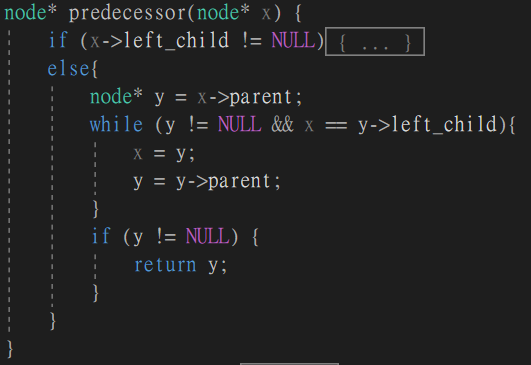 node* predecessor(node* x) {
if (x->left_child != NULL){ ... }
else{
node* y = x->parent;
while (y != NULL && x == y->left_child){
x = y;
y = y->parent;
}
if (y != NULL) {
return y;
}
}
}